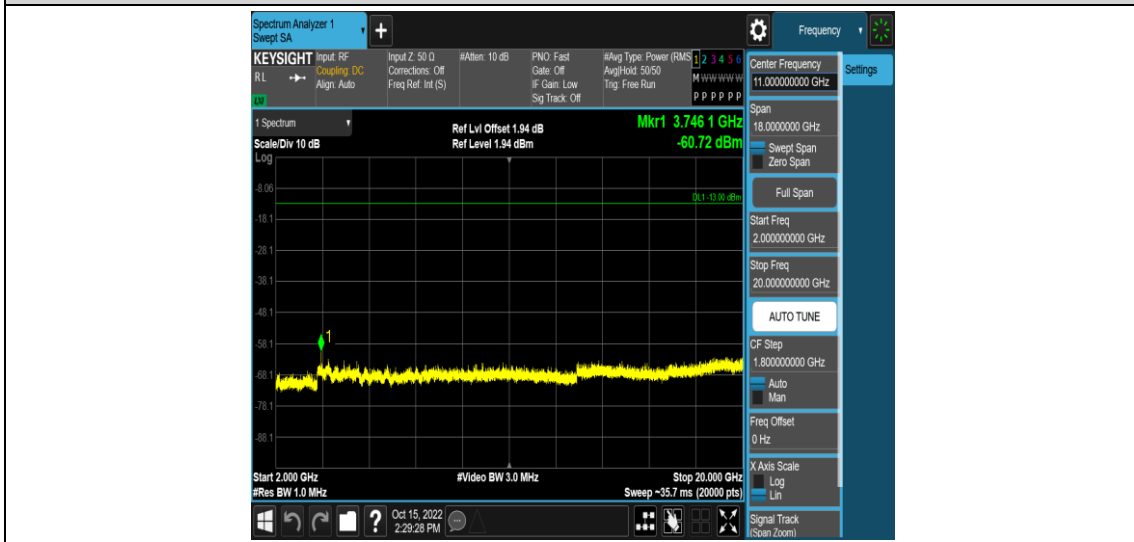 Spectrum Analyzer 1
Swept SA
+
Frequency
KEYSIGHT
RL
LXI
Input: RF
Coupling: DC
Align: Auto
Input Z: 50 Ω
Corrections: Off
Freq Ref: Int (S)
#Atten: 10 dB
PNO: Fast
Gate: Off
IF Gain: Low
Sig Track: Off
#Avg Type: Power (RMS
Avg|Hold: 50/50
Trig: Free Run
1 2 3 4 5 6
M W W W W W
P P P P P P
1 Spectrum
Scale/Div 10 dB
Log
Ref Lvl Offset 1.94 dB
Ref Level 1.94 dBm
Mkr1 3.746 1 GHz
-60.72 dBm
-8.06
DL1 -13.00 dBm
-18.1
-28.1
-38.1
-48.1
-58.1
1
-68.1
-78.1
-88.1
Start 2.000 GHz
#Res BW 1.0 MHz
#Video BW 3.0 MHz
Stop 20.000 GHz
Sweep ~35.7 ms (20000 pts)
Center Frequency
11.000000000 GHz
Settings
Span
18.0000000 GHz
Swept Span
Zero Span
Full Span
Start Freq
2.000000000 GHz
Stop Freq
20.000000000 GHz
AUTO TUNE
CF Step
1.800000000 GHz
Auto
Man
Freq Offset
0 Hz
X Axis Scale
Log
Lin
Signal Track
(Span Zoom)
?
Oct 15, 2022
2:29:28 PM